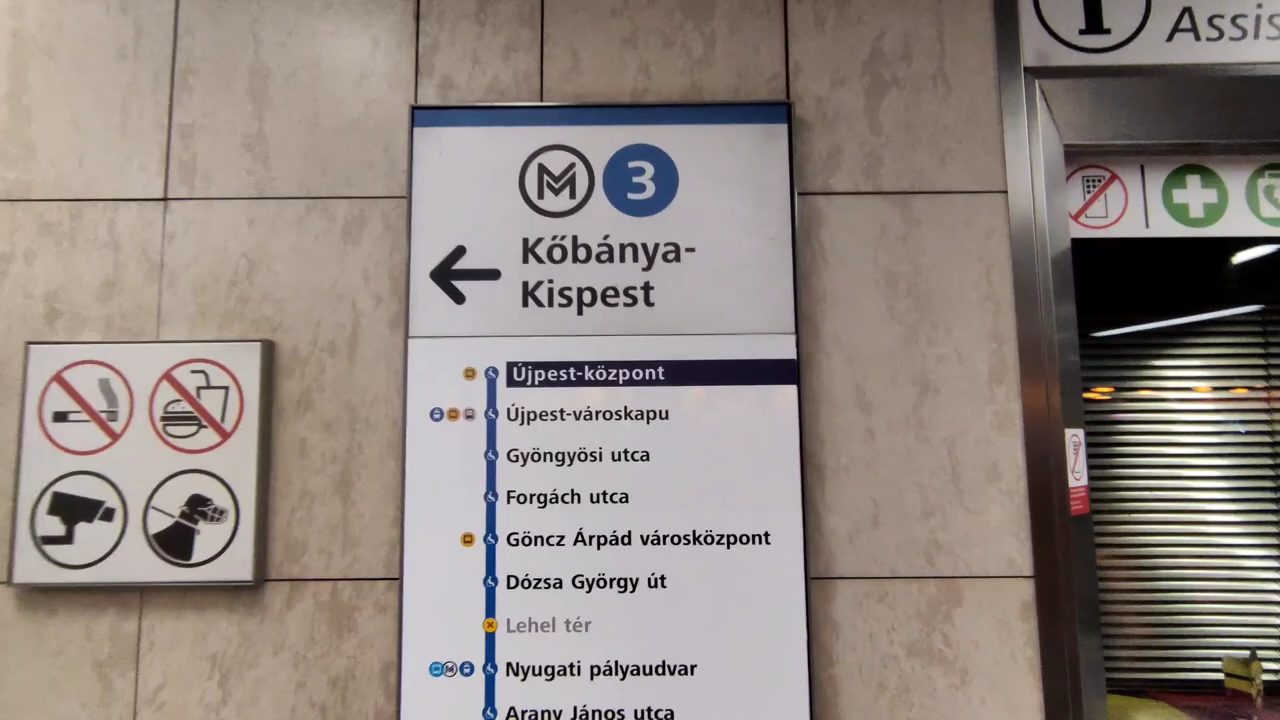 Assis
M 3
Kőbánya-
Kispest
Újpest-központ
Újpest-városkapu
Gyöngyösi utca
Forgách utca
Göncz Árpád városközpont
Dózsa György út
Lehel tér
Nyugati pályaudvar
Arany János utca